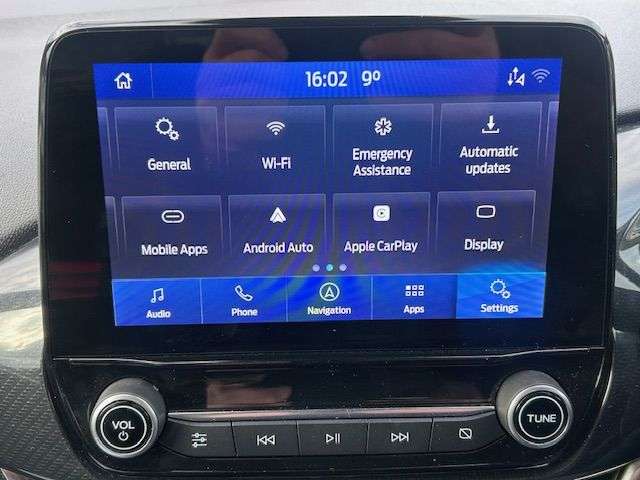 16:02 9°
General
Wi-Fi
Emergency
Assistance
Automatic
updates
Mobile Apps
Android Auto
Apple CarPlay
Display
Audio
Phone
Navigation
Apps
Settings
VOL
TUNE